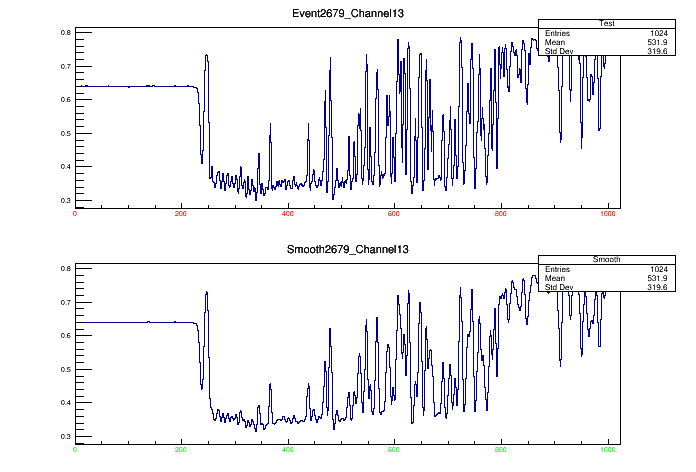 Event2679_Channel13
Test
Entries 1024
Mean 531.9
Std Dev 319.6
0.8
0.7
0.6
0.5
0.4
0.3
0 200 400 600 800 1000
Smooth2679_Channel13
Smooth
Entries 1024
Mean 531.9
Std Dev 319.6
0.8
0.7
0.6
0.5
0.4
0.3
0 200 400 600 800 1000